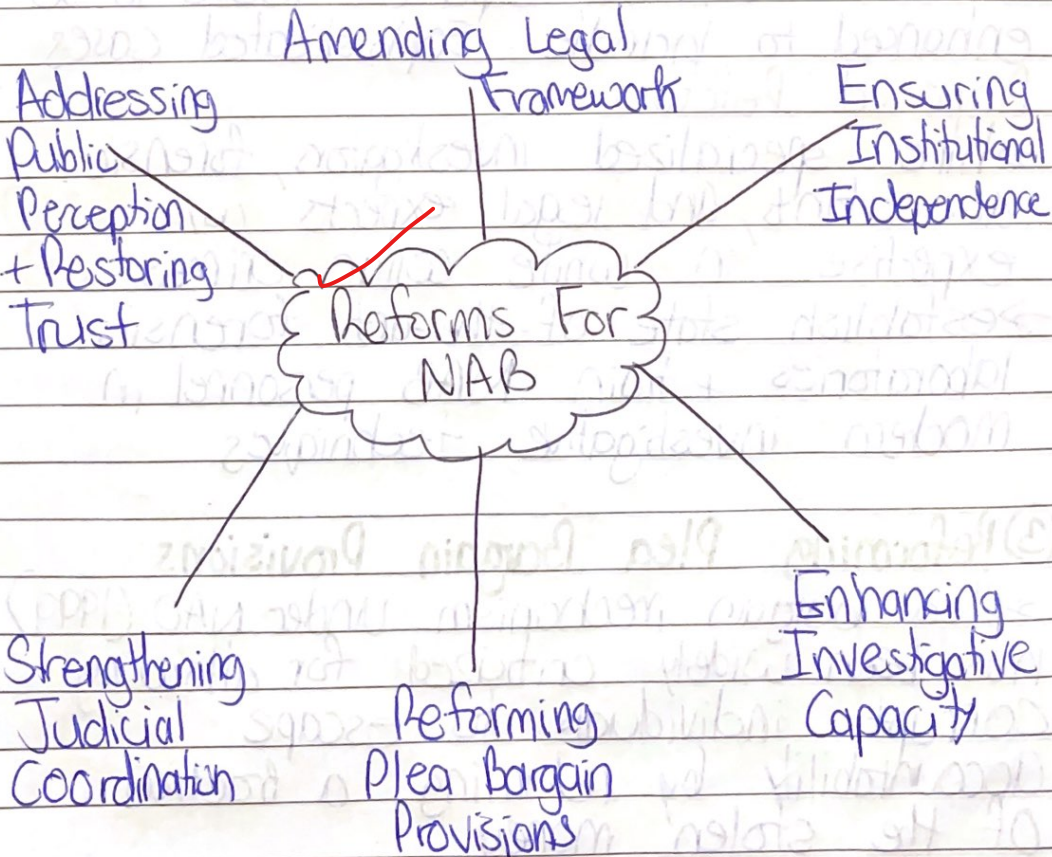 Amending Legal
Framework
Addressing
Public
Perception
+ Restoring
Trust
Ensuring
Institutional
Independence
Reforms For
NAB
Strengthening
Judicial
Coordination
Reforming
Plea Bargain
Provisions
Enhancing
Investigative
Capacity